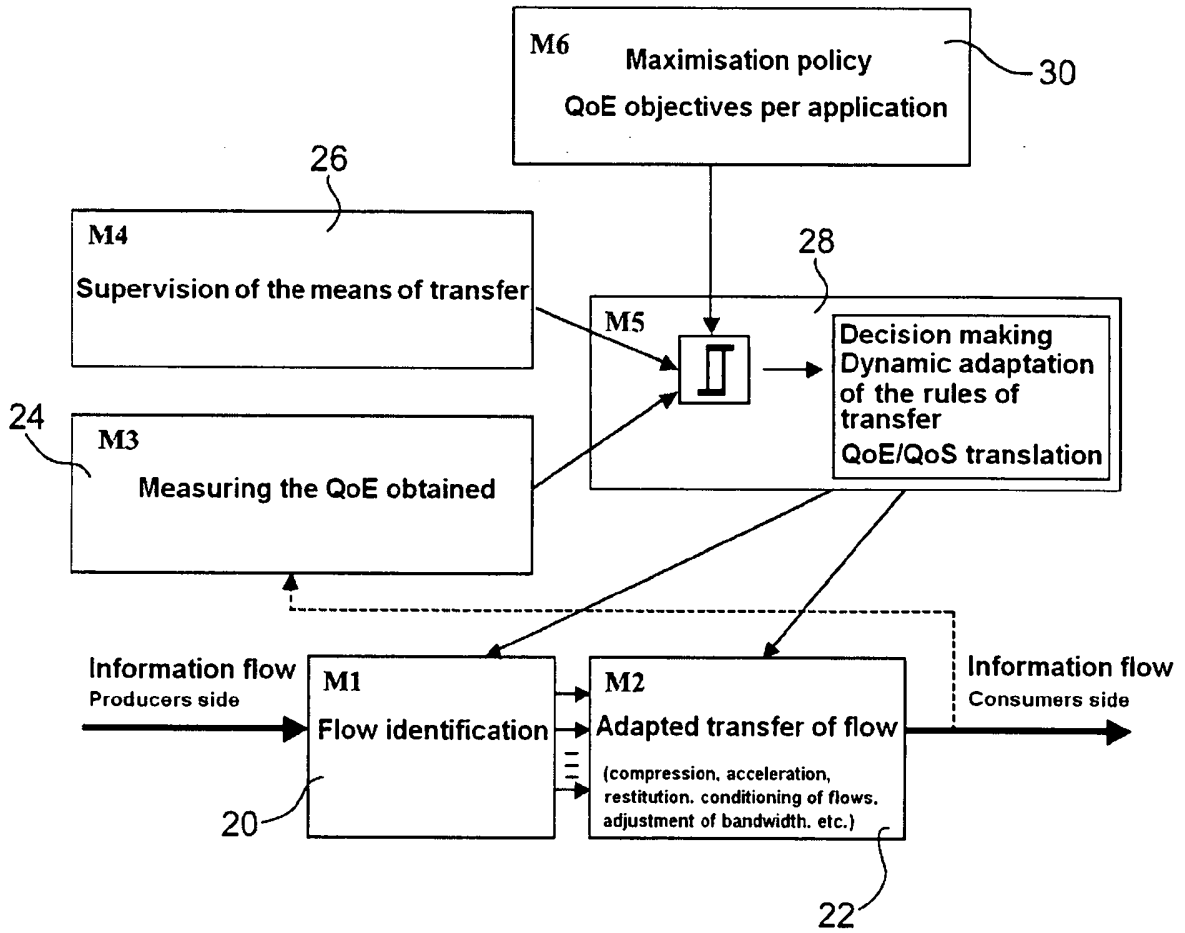 M6
Maximisation policy
QoE objectives per application
30
26
M4
Supervision of the means of transfer
28
M5
Decision making
Dynamic adaptation
of the rules of
transfer
QoE/QoS translation
24
M3
Measuring the QoE obtained
Information flow
Producers side
M1
Flow identification
20
M2
Adapted transfer of flow
(compression, acceleration,
restitution, conditioning of flows,
adjustment of bandwidth, etc.)
22
Information flow
Consumers side